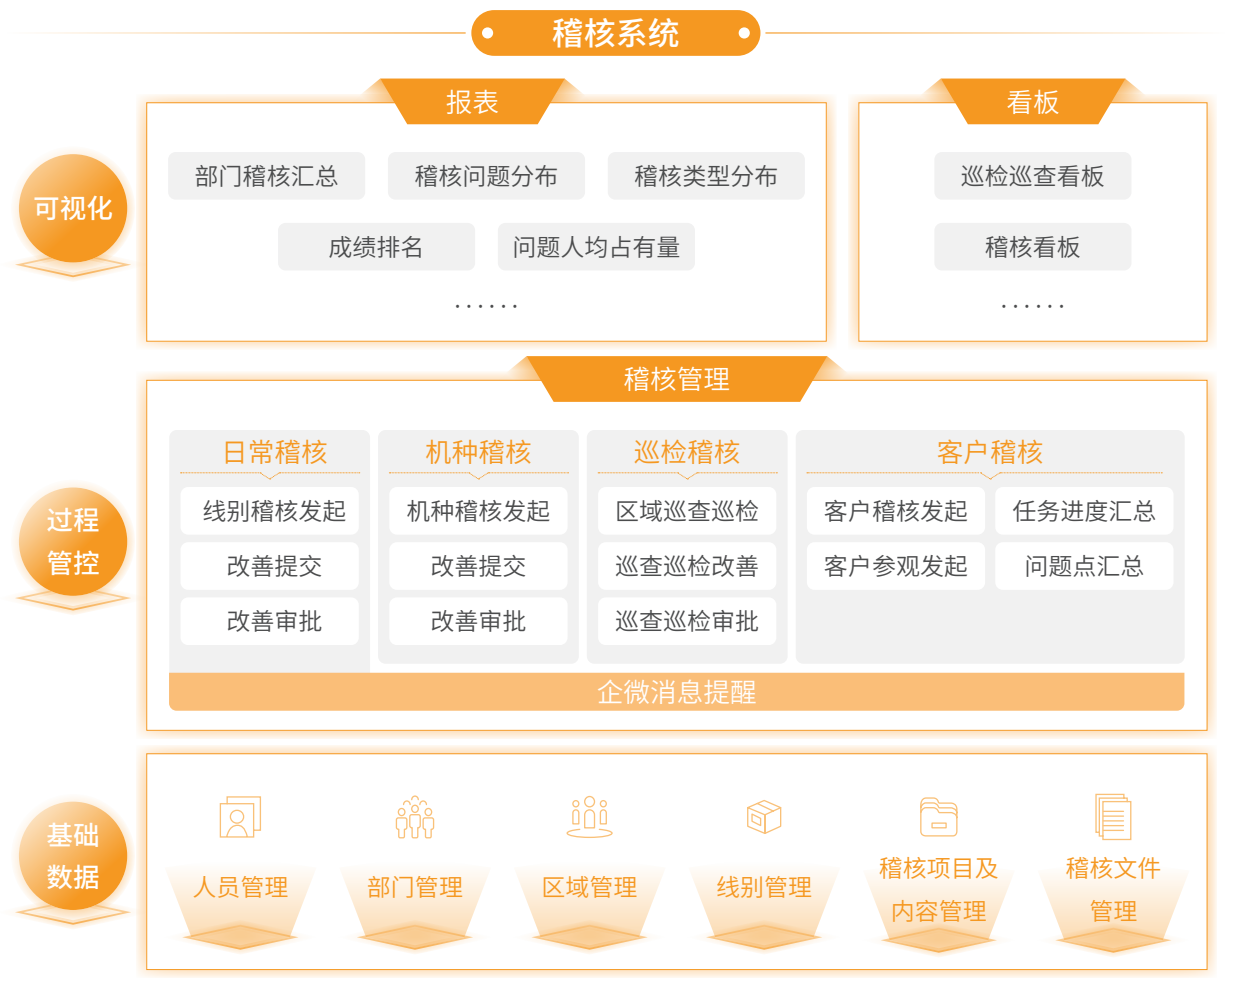 稽核系统
报表
看板
可视化
部门稽核汇总
稽核问题分布
稽核类型分布
成绩排名
问题人均占有量
······
巡检巡查看板
稽核看板
······
稽核管理
过程
管控
日常稽核
线别稽核发起
改善提交
改善审批
机种稽核
机种稽核发起
改善提交
改善审批
巡检稽核
区域巡查巡检
巡查巡检改善
巡查巡检审批
客户稽核
客户稽核发起
任务进度汇总
客户参观发起
问题点汇总
企微消息提醒
基础
数据
人员管理
部门管理
区域管理
线别管理
稽核项目及
内容管理
稽核文件
管理